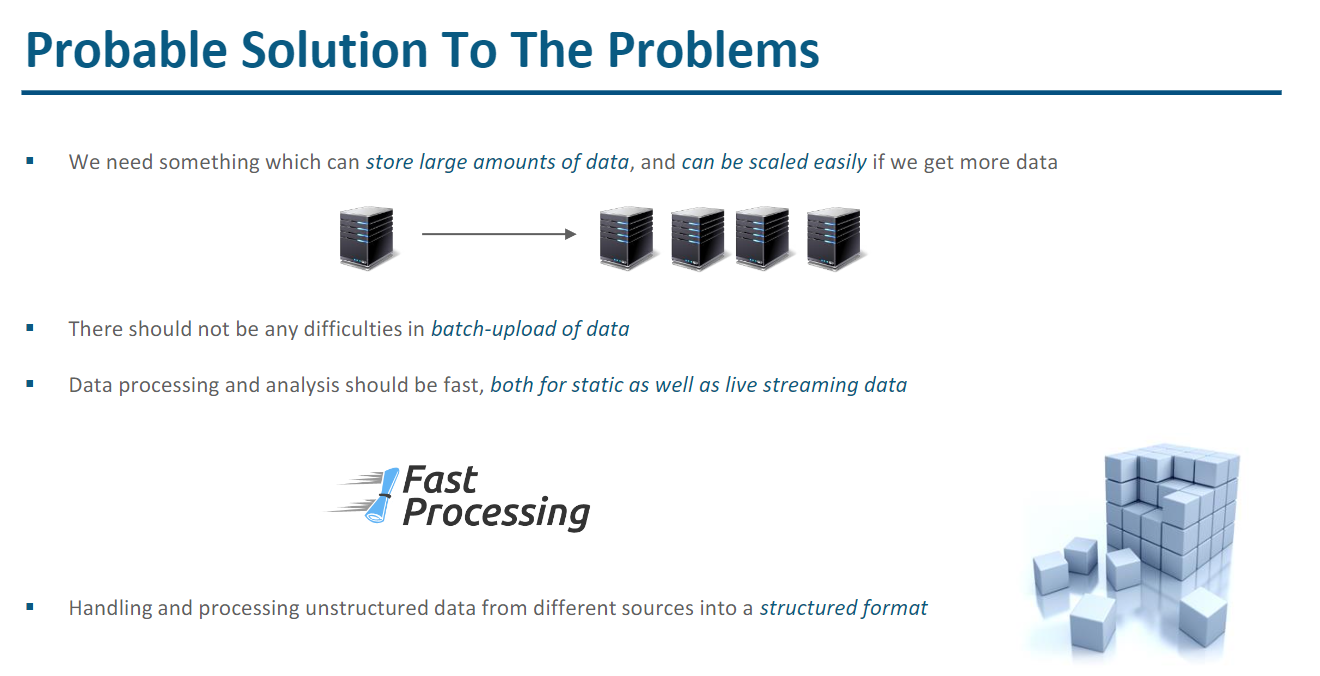 Probable Solution To The Problems
▪ We need something which can store large amounts of data, and can be scaled easily if we get more data
▪ There should not be any difficulties in batch-upload of data
▪ Data processing and analysis should be fast, both for static as well as live streaming data
Fast
Processing
▪ Handling and processing unstructured data from different sources into a structured format